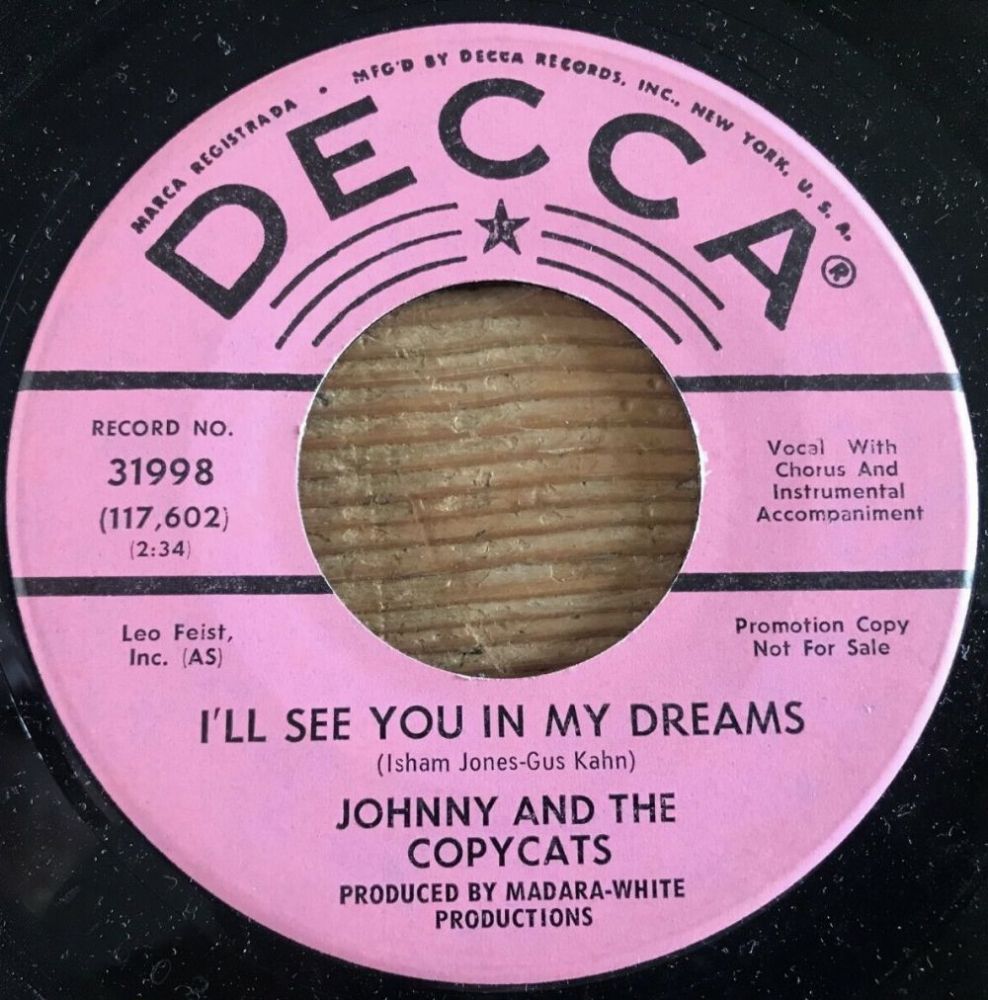 MARCA REGISTRADA • MFG'D BY DECCA RECORDS, INC., NEW YORK, U. S. A.
DECCA®
RECORD NO.
31998
(117,602)
(2:34)
Vocal With
Chorus And
Instrumental
Accompaniment
Leo Feist,
Inc. (AS)
Promotion Copy
Not For Sale
I'LL SEE YOU IN MY DREAMS
(Isham Jones-Gus Kahn)
JOHNNY AND THE
COPYCATS
PRODUCED BY MADARA-WHITE
PRODUCTIONS